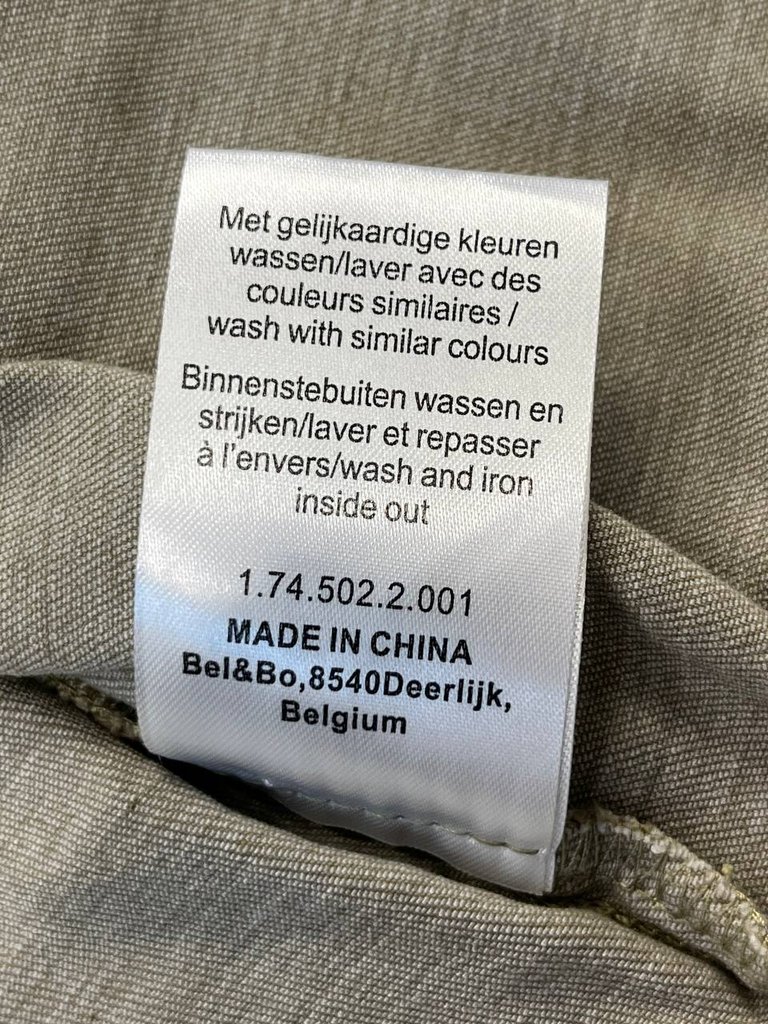 Met gelijkaardige kleuren
wassen/laver avec des
couleurs similaires /
wash with similar colours
Binnenstebuiten wassen en
strijken/laver et repasser
à l'envers/wash and iron
inside out
1.74.502.2.001
MADE IN CHINA
Bel&Bo,8540Deerlijk,
Belgium